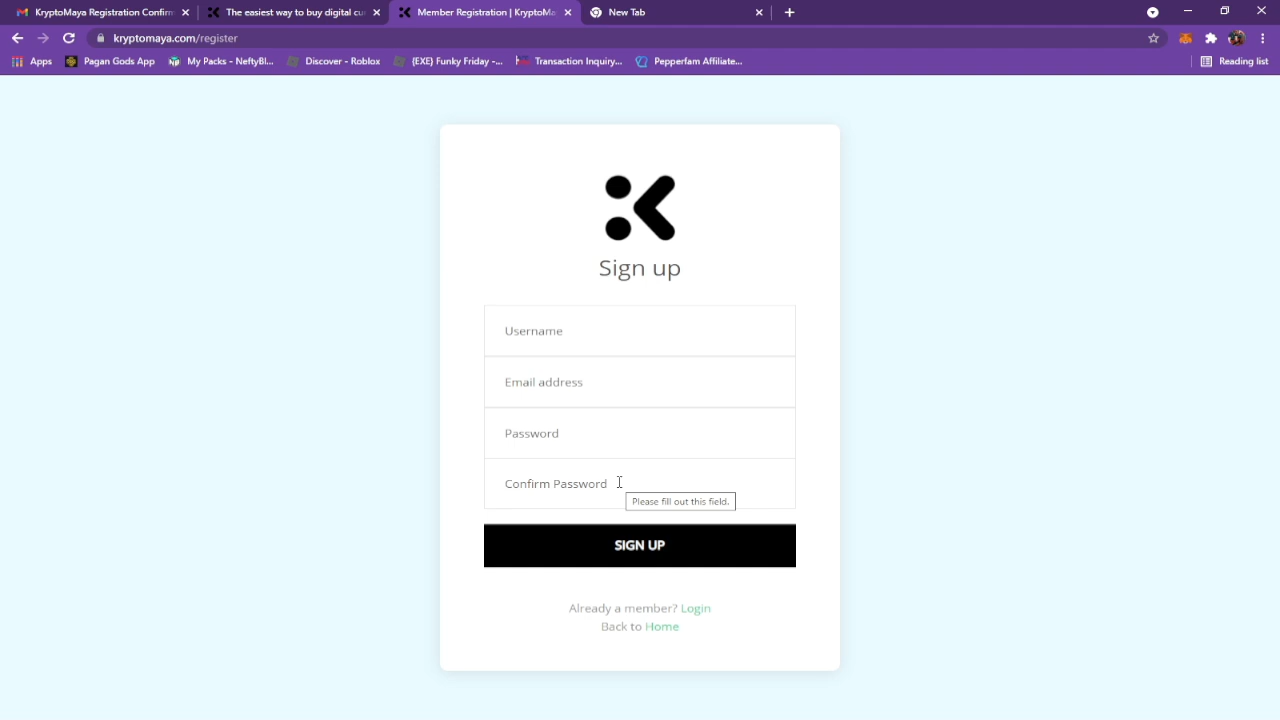 KryptoMaya Registration Confirm
The easiest way to buy digital cu
Member Registration | KryptoMa
New Tab
kryptomaya.com/register
Apps
Pagan Gods App
My Packs - NeftyBl...
Discover - Roblox
{EXE} Funky Friday -...
Transaction Inquiry,...
Pepperfam Affiliate...
Reading list
Sign up
Username
Email address
Password
Confirm Password
Please fill out this field.
SIGN UP
Already a member? Login
Back to Home